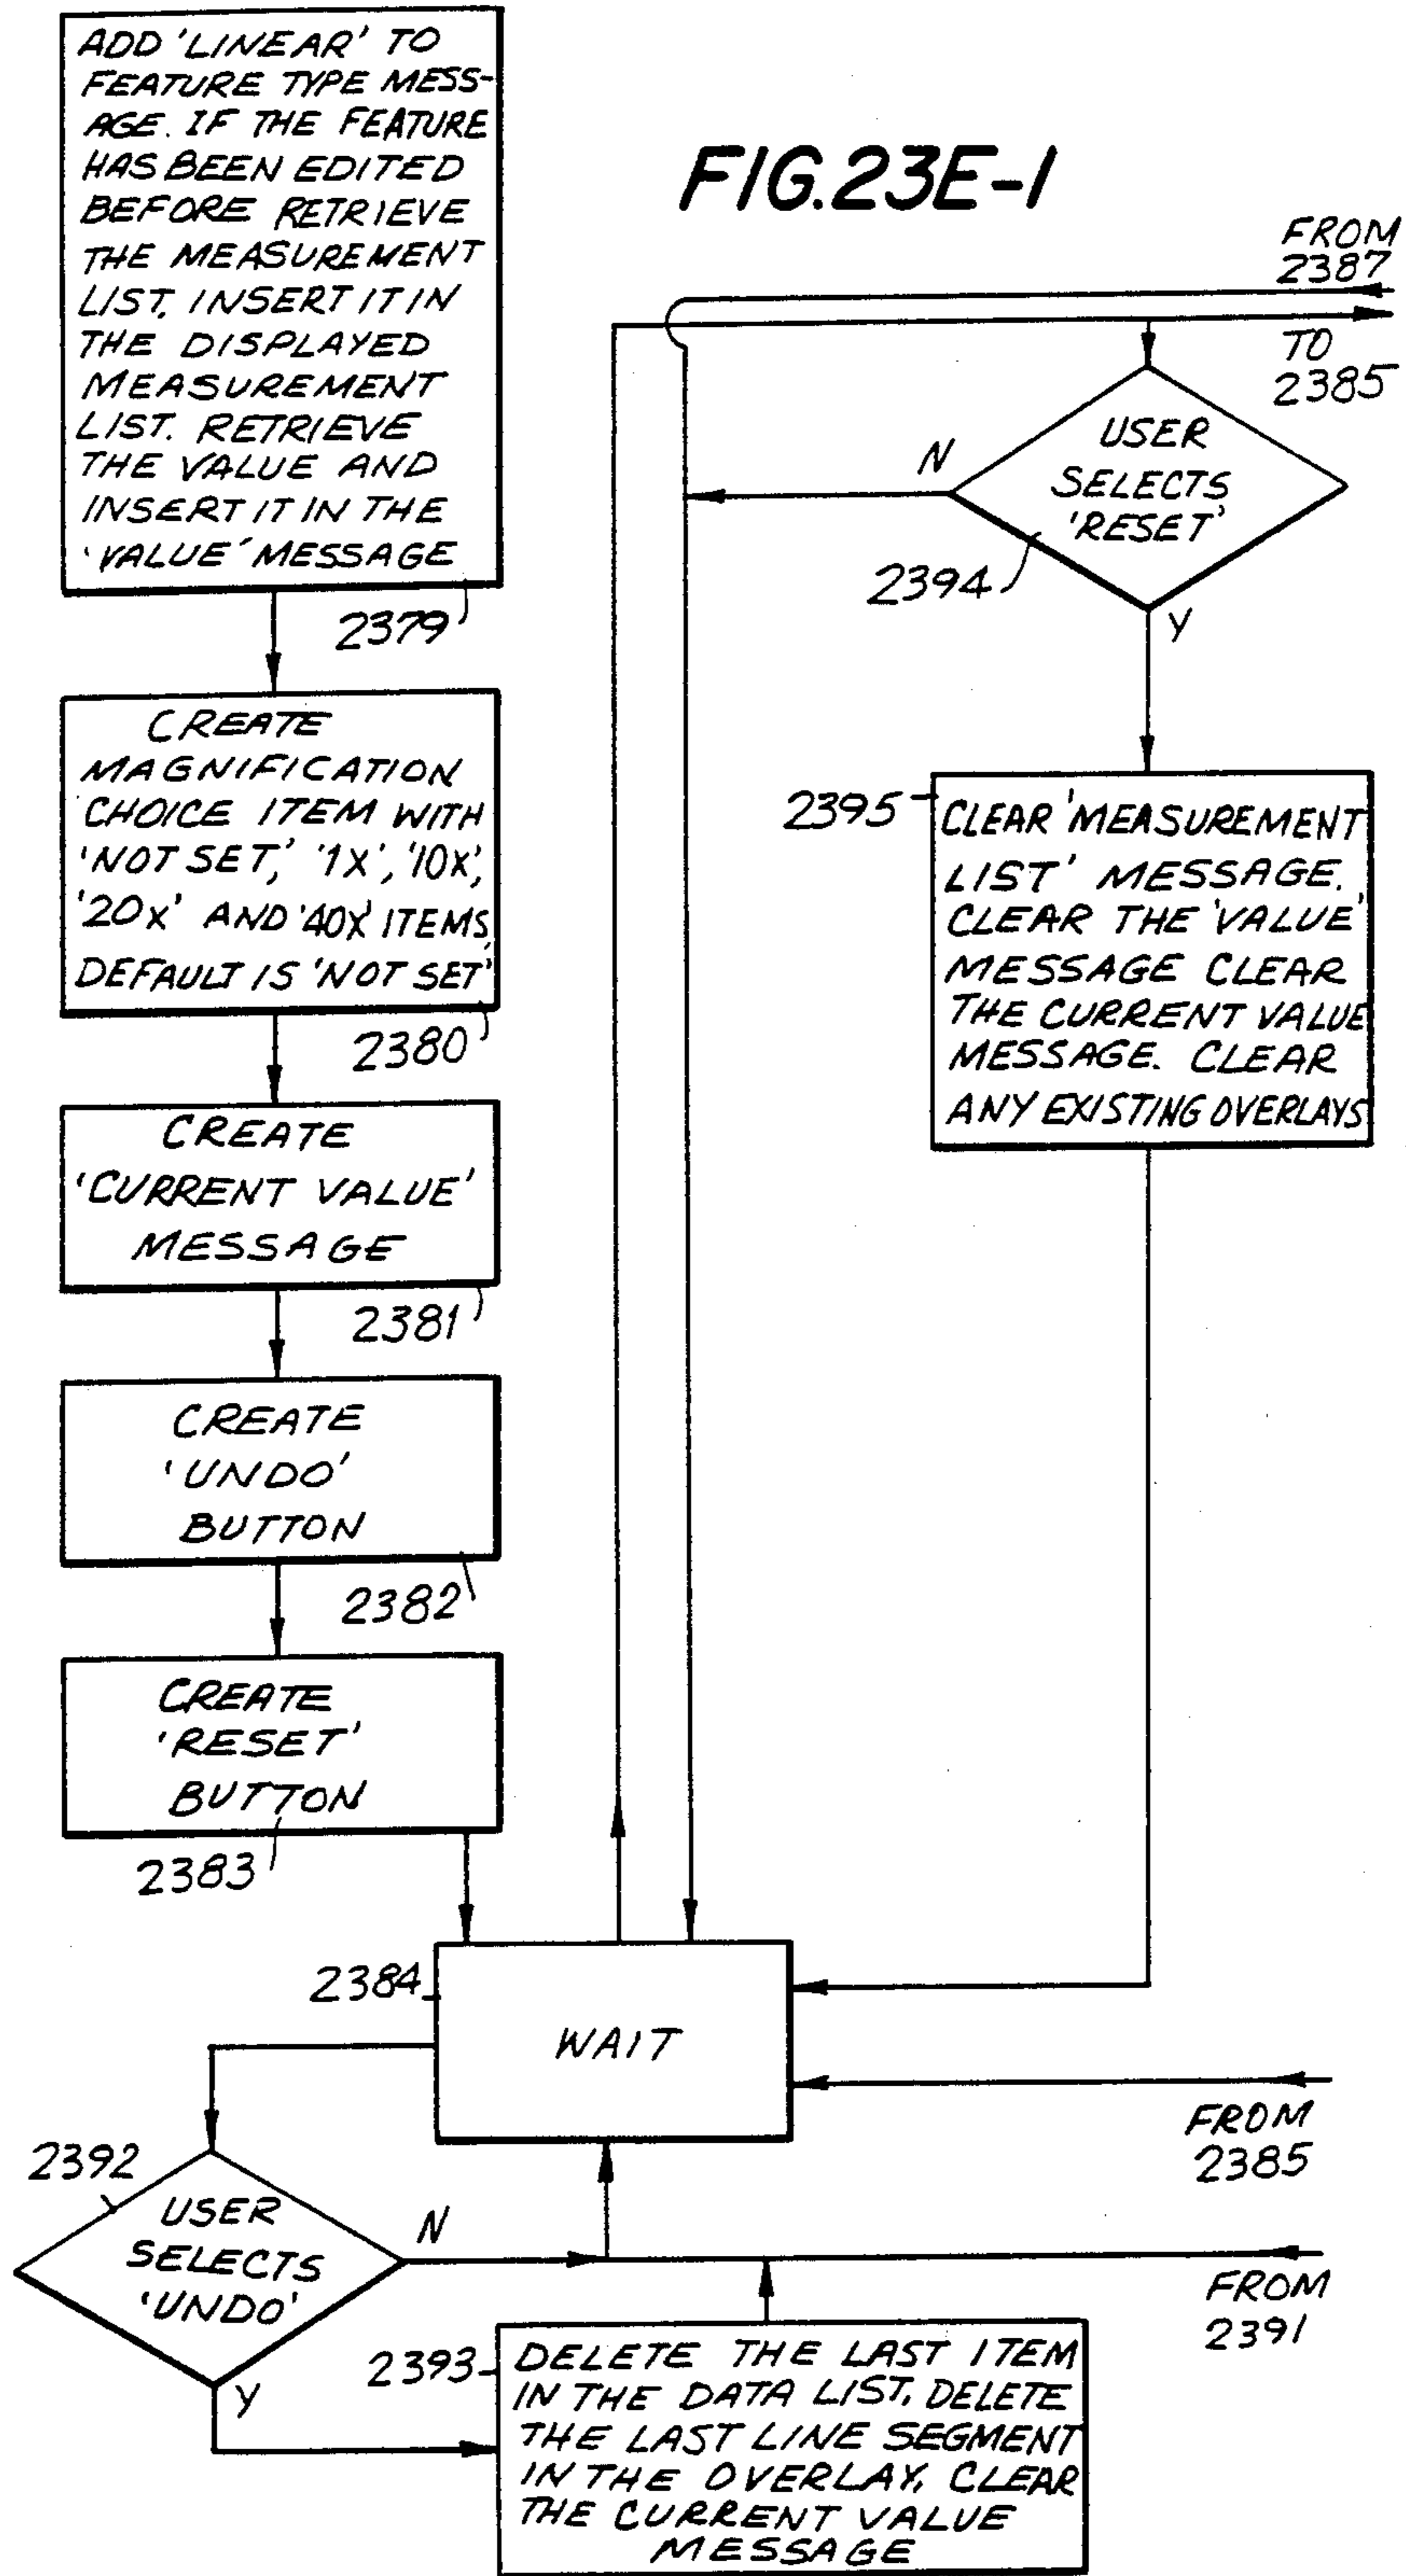 ADD 'LINEAR' TO
FEATURE TYPE MESS-
AGE. IF THE FEATURE
HAS BEEN EDITED
BEFORE RETRIEVE
THE MEASUREMENT
LIST, INSERT IT IN
THE DISPLAYED
MEASUREMENT
LIST. RETRIEVE
THE VALUE AND
INSERT IT IN THE
'VALUE' MESSAGE
2379
CREATE
MAGNIFICATION
CHOICE ITEM WITH
'NOT SET,' '1X', '10X',
'20X' AND '40X' ITEMS,
DEFAULT IS 'NOT SET'
2380
CREATE
'CURRENT VALUE'
MESSAGE
2381
CREATE
'UNDO'
BUTTON
2382
CREATE
'RESET'
BUTTON
2383
FIG.23E-1
FROM
2387
TO
2385
USER
SELECTS
'RESET'
N
2394
Y
2395
CLEAR 'MEASUREMENT
LIST' MESSAGE.
CLEAR THE 'VALUE'
MESSAGE CLEAR
THE CURRENT VALUE
MESSAGE. CLEAR
ANY EXISTING OVERLAYS
2384
WAIT
FROM
2385
2392
USER
SELECTS
'UNDO'
N
Y
FROM
2391
2393
DELETE THE LAST ITEM
IN THE DATA LIST, DELETE
THE LAST LINE SEGMENT
IN THE OVERLAY, CLEAR
THE CURRENT VALUE
MESSAGE